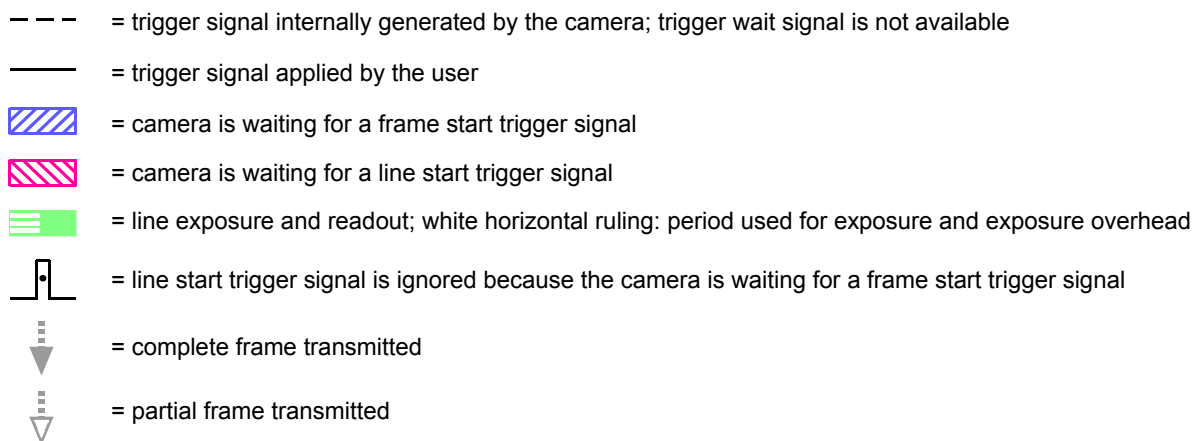 = trigger signal internally generated by the camera; trigger wait signal is not available
= trigger signal applied by the user
= camera is waiting for a frame start trigger signal
= camera is waiting for a line start trigger signal
= line exposure and readout; white horizontal ruling: period used for exposure and exposure overhead
= line start trigger signal is ignored because the camera is waiting for a frame start trigger signal
= complete frame transmitted
= partial frame transmitted